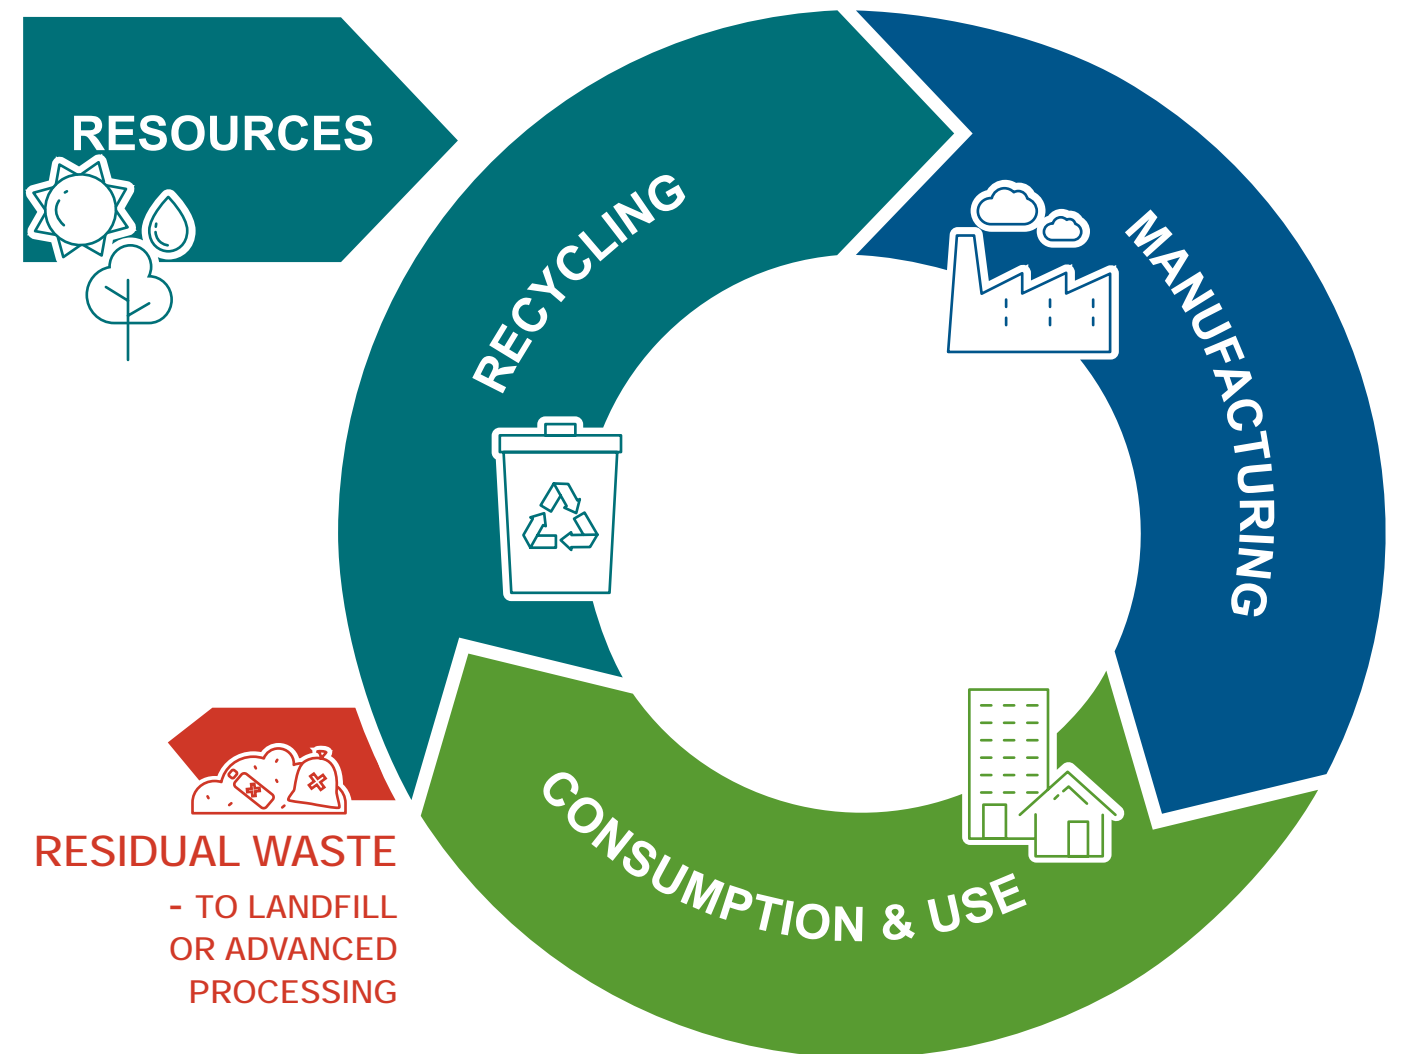 RESOURCES
RECYCLING
MANUFACTURING
CONSUMPTION & USE
RESIDUAL WASTE
- TO LANDFILL
OR ADVANCED
PROCESSING